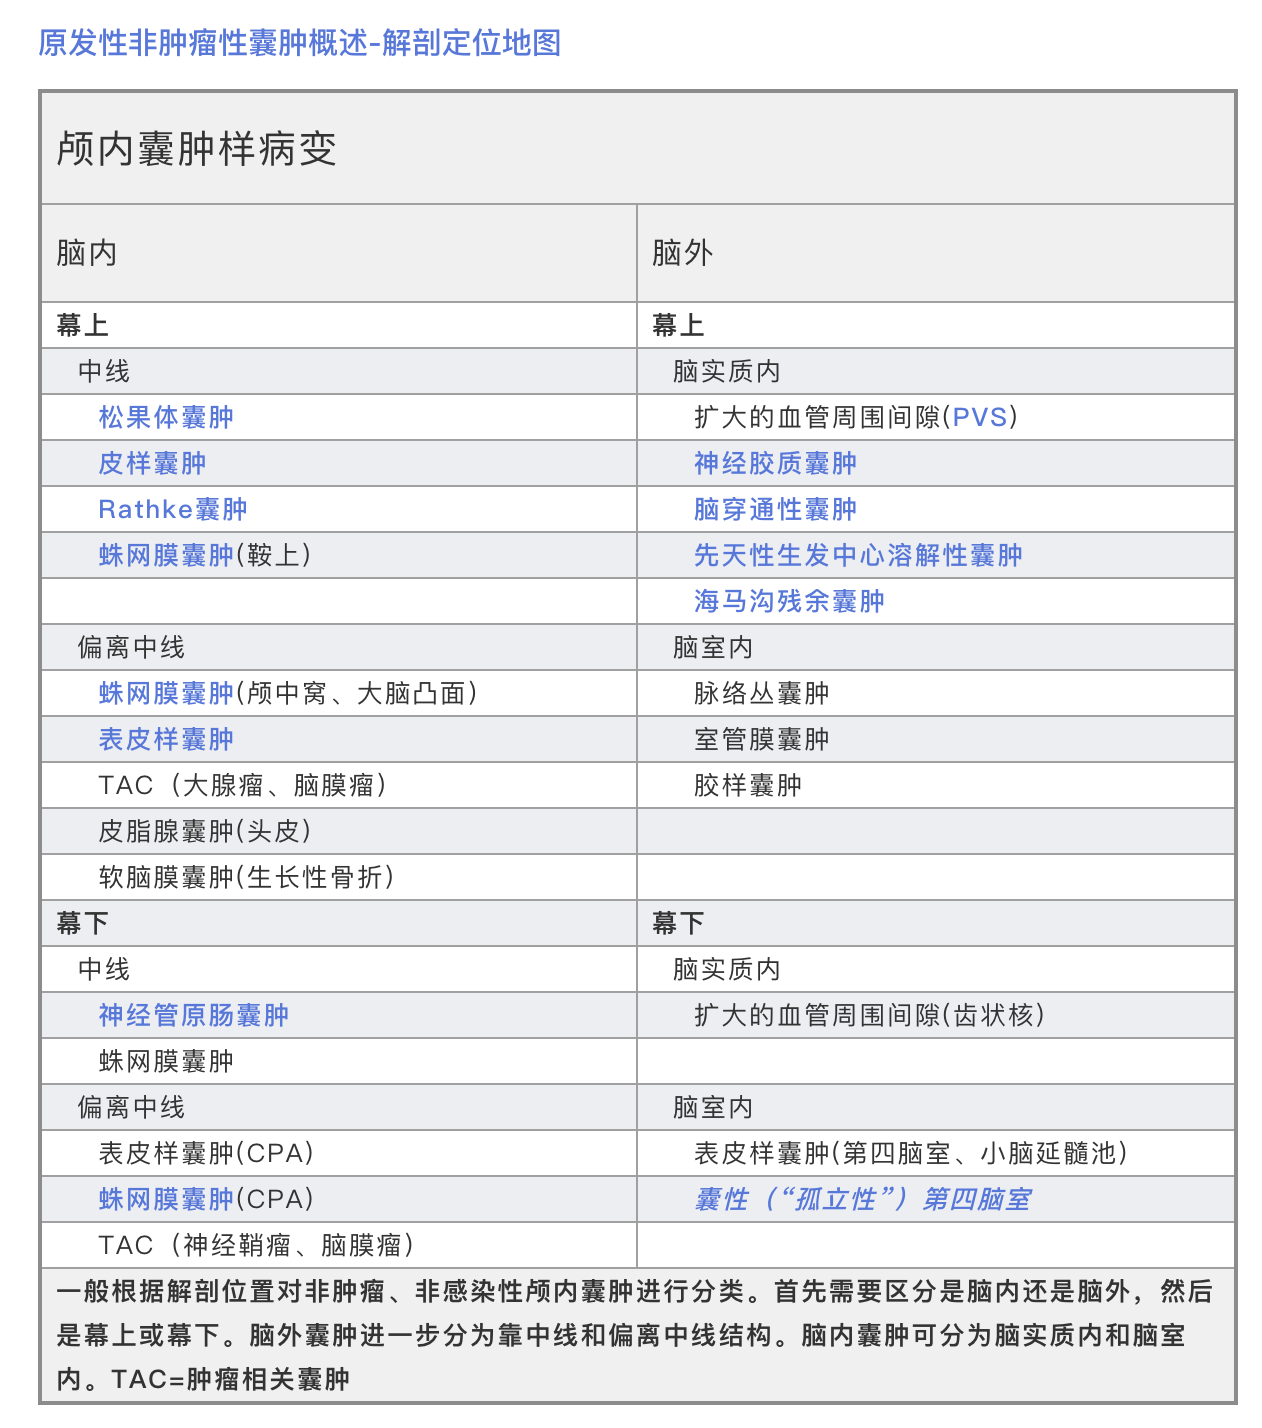 原发性非肿瘤性囊肿概述-解剖定位地图
颅内囊肿样病变
脑内 脑外
幕上 幕上
中线 脑实质内
松果体囊肿 扩大的血管周围间隙(PVS)
皮样囊肿 神经胶质囊肿
Rathke囊肿 脑穿通性囊肿
蛛网膜囊肿(鞍上) 先天性生发中心溶解性囊肿
海马沟残余囊肿
偏离中线 脑室内
蛛网膜囊肿(颅中窝、大脑凸面) 脉络丛囊肿
表皮样囊肿 室管膜囊肿
TAC（大腺瘤、脑膜瘤） 胶样囊肿
皮脂腺囊肿(头皮)
软脑膜囊肿(生长性骨折)
幕下 幕下
中线 脑实质内
神经管原肠囊肿 扩大的血管周围间隙(齿状核)
蛛网膜囊肿
偏离中线 脑室内
表皮样囊肿(CPA) 表皮样囊肿(第四脑室、小脑延髓池)
蛛网膜囊肿(CPA) 囊性（“孤立性”）第四脑室
TAC（神经鞘瘤、脑膜瘤）
一般根据解剖位置对非肿瘤、非感染性颅内囊肿进行分类。首先需要区分是脑内还是脑外，然后
是幕上或幕下。脑外囊肿进一步分为靠中线和偏离中线结构。脑内囊肿可分为脑实质内和脑室
内。TAC=肿瘤相关囊肿